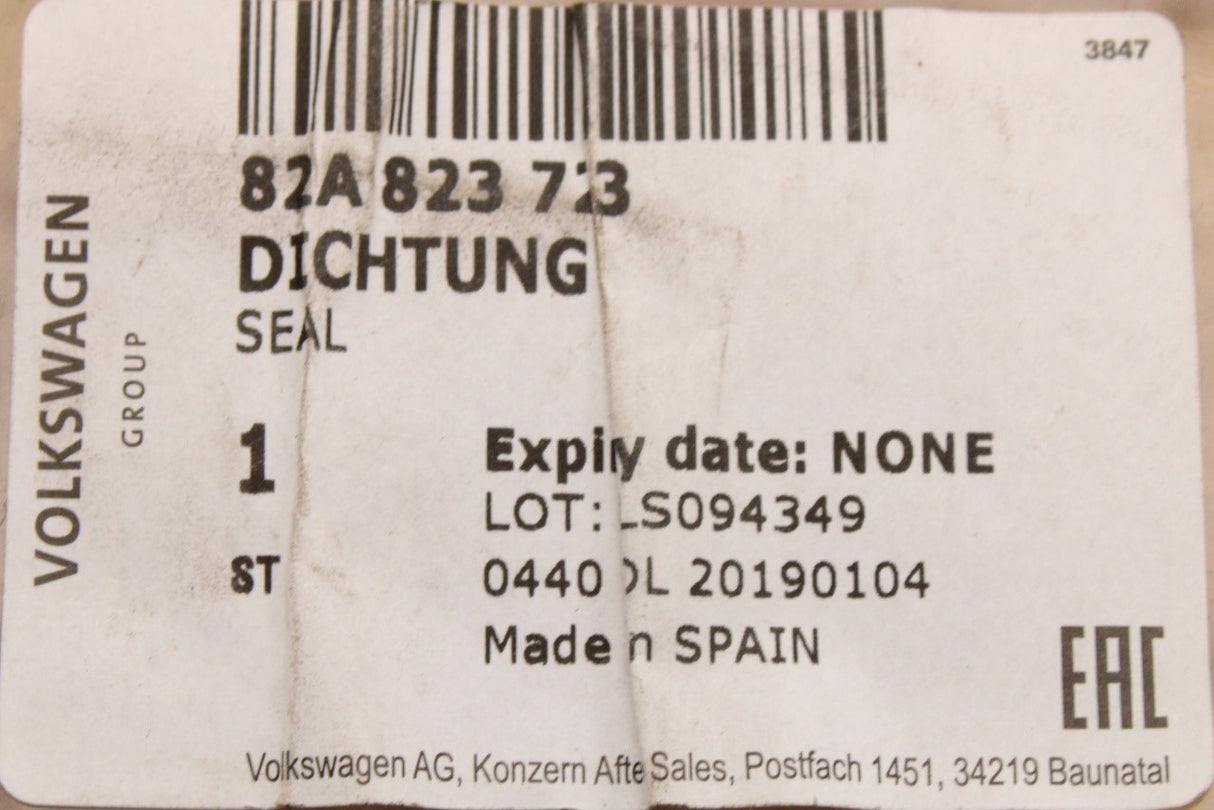 3847
82A 823 723
DICHTUNG
SEAL
VOLKSWAGEN
GROUP
1
Expiry date: NONE
LOT: LS094349
ST
0440 DL 20190104
Made in SPAIN
EAC
Volkswagen AG, Konzern After Sales, Postfach 1451, 34219 Baunatal